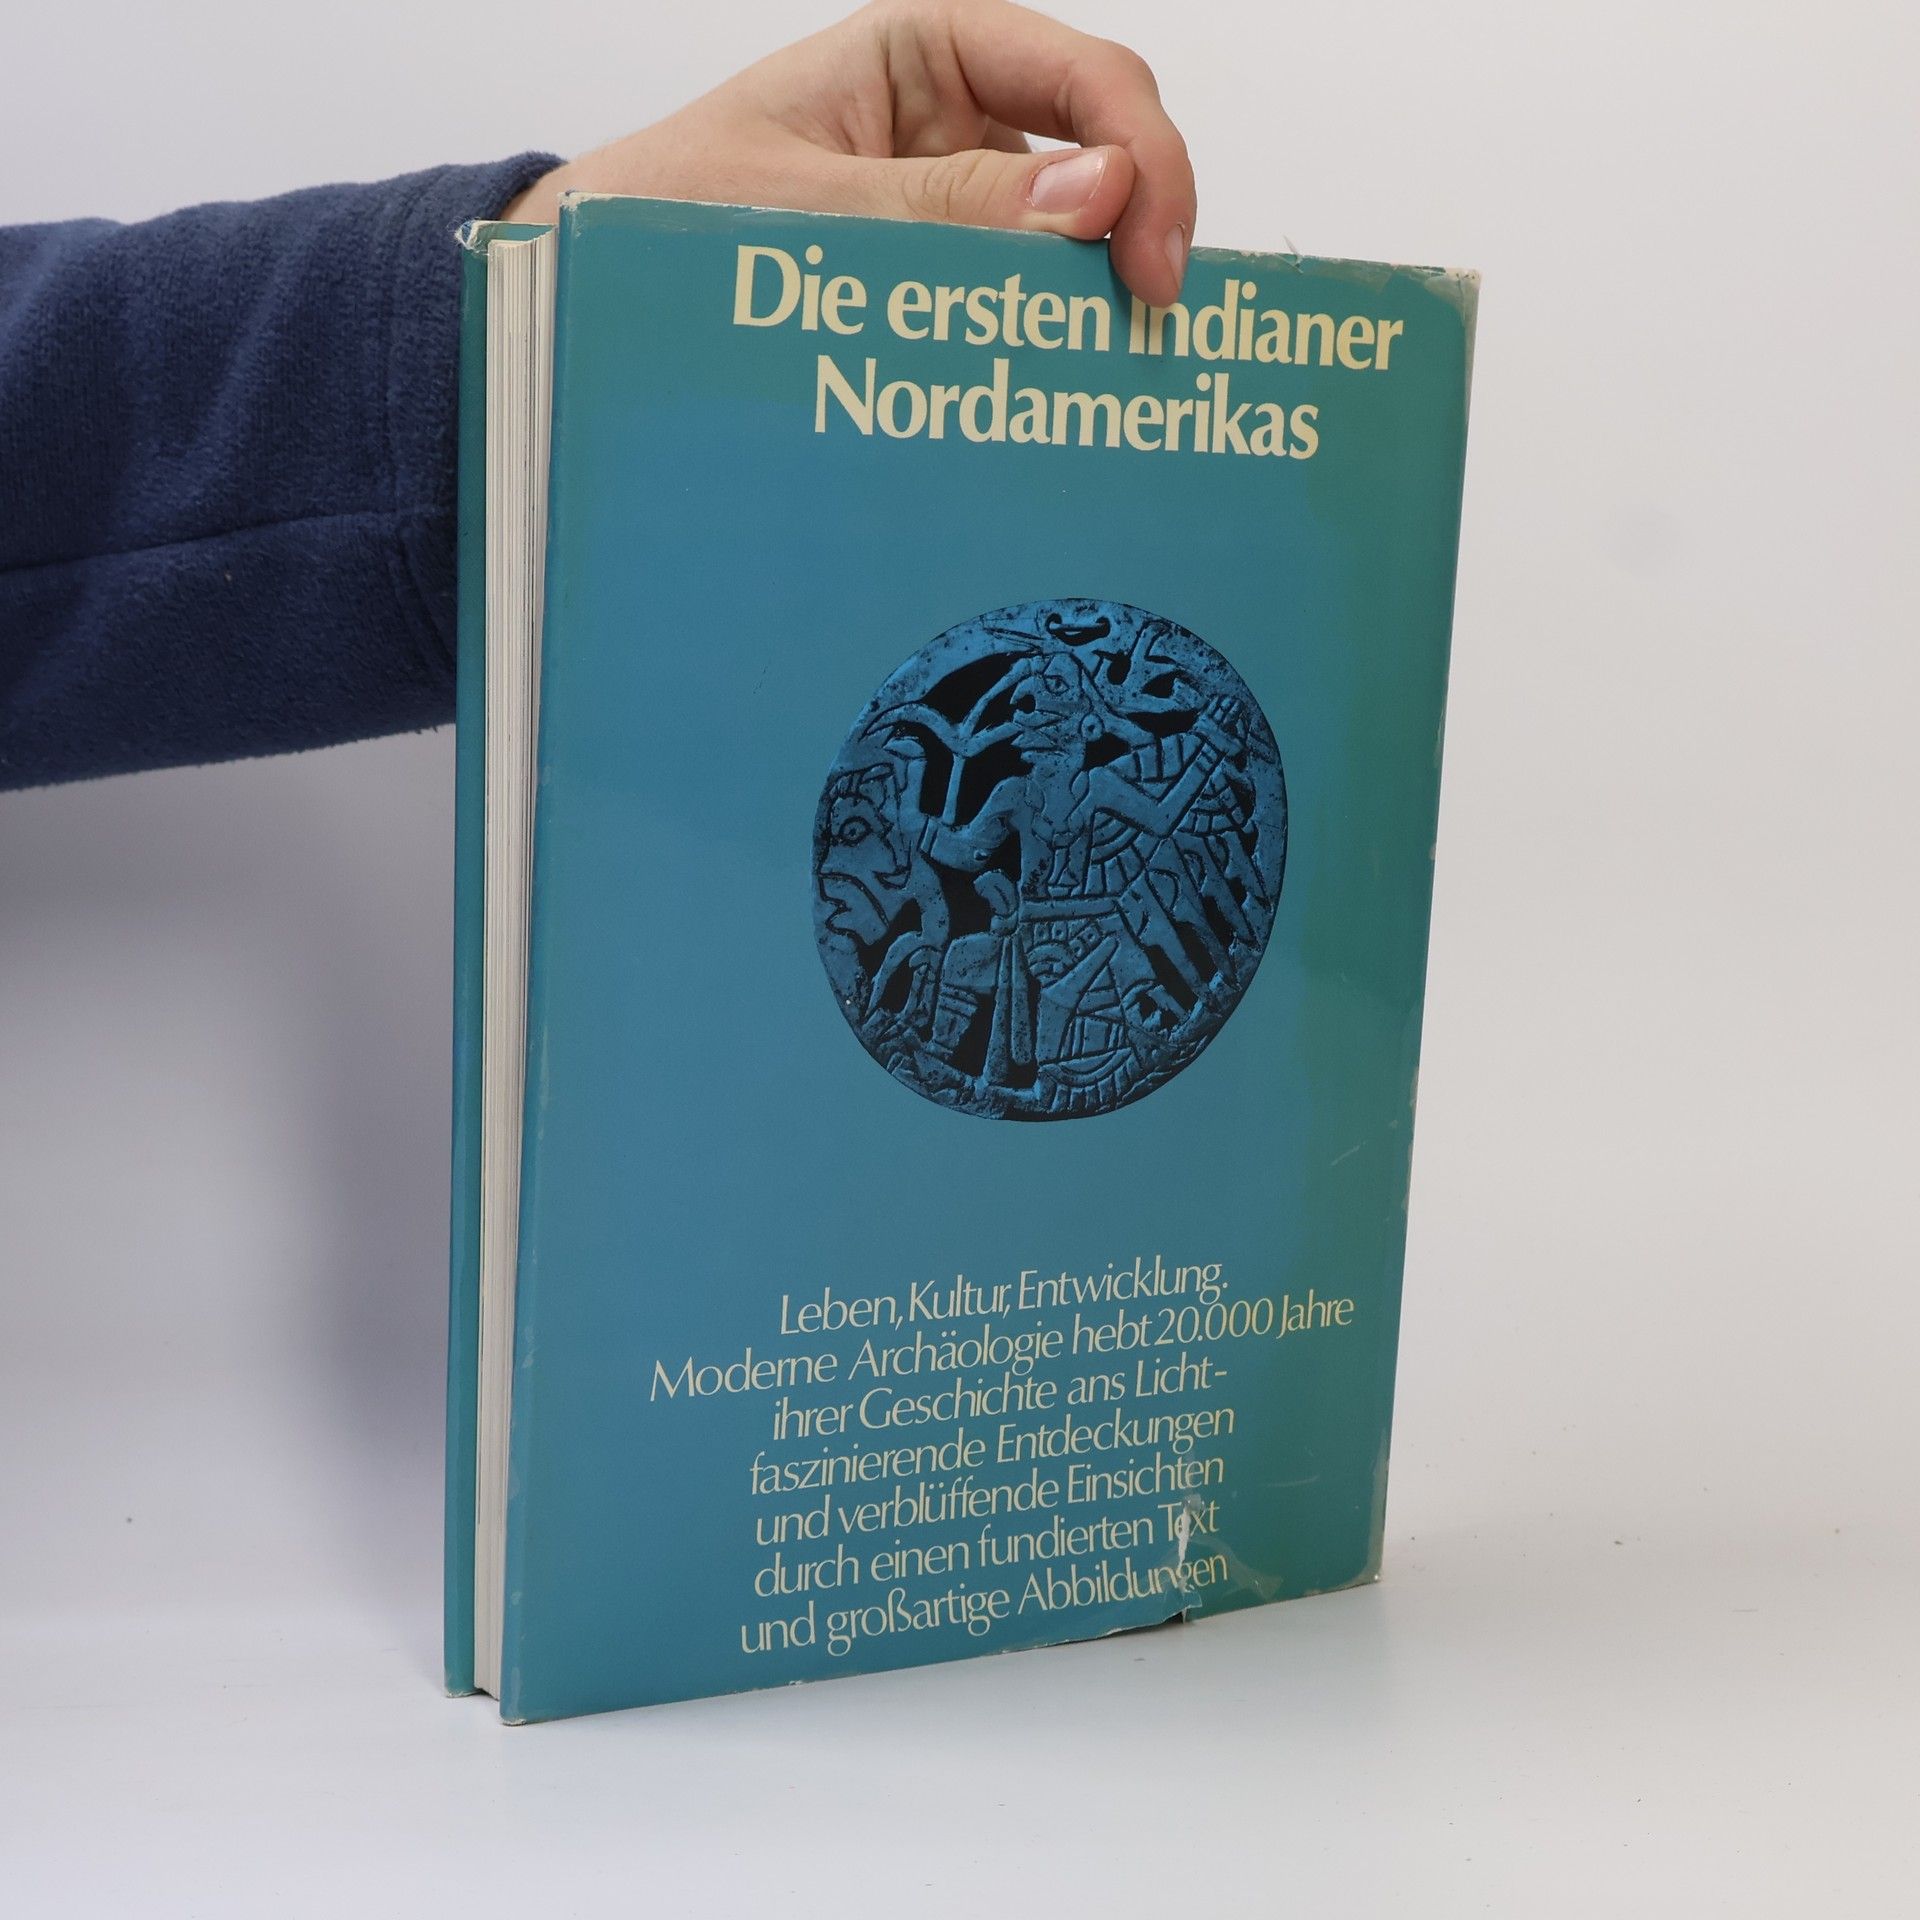 Die ersten Indianer
Nordamerikas
Leben, Kultur, Entwicklung.
Moderne Archäologie hebt 20.000 Jahre
ihrer Geschichte ans Licht-
faszinierende Entdeckungen
und verblüffende Einsichten
durch einen fundierten Text
und großartige Abbildungen